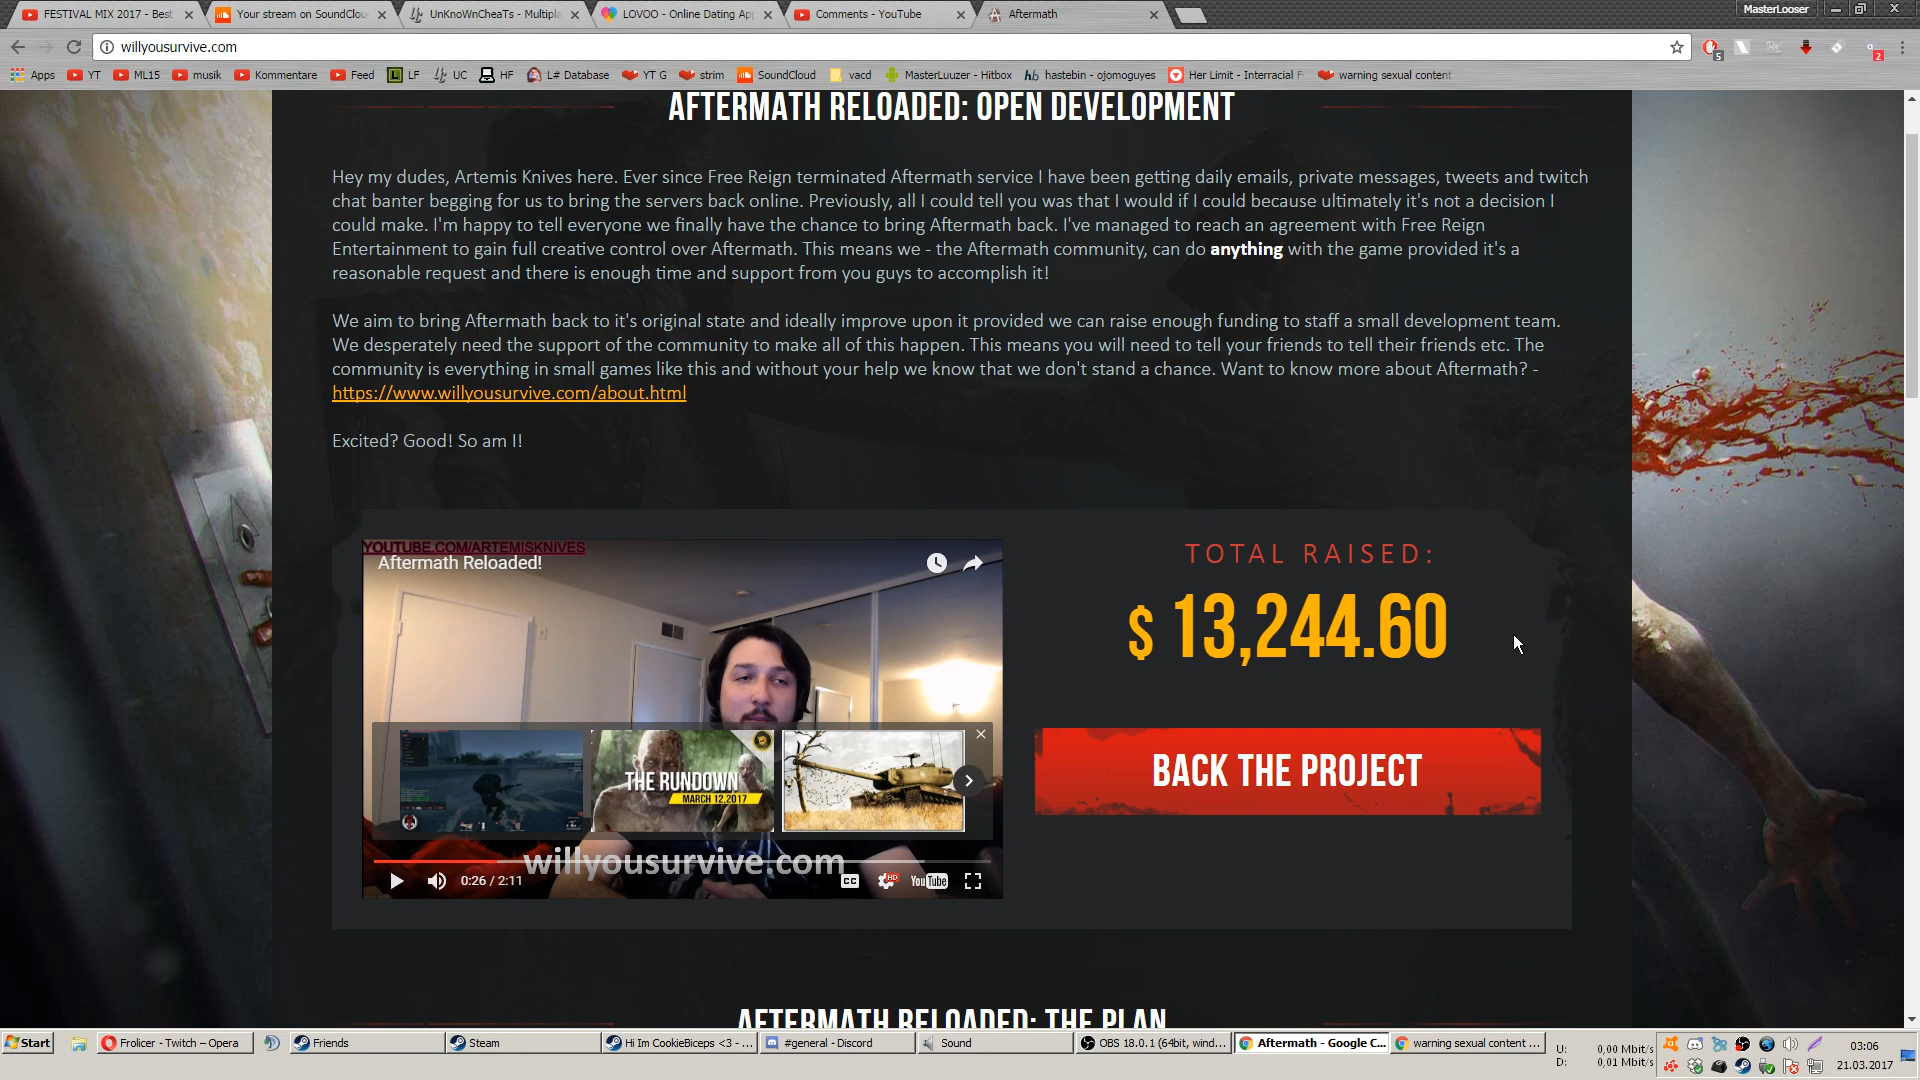 FESTIVAL MIX 2017 - Best
Your stream on SoundClou
UnKnoWnCheaTs - Multipla
LOVOO - Online Dating App
Comments - YouTube
Aftermath
MasterLooser
willyousurvive.com
5
2
Apps
YT
ML15
musik
Kommentare
Feed
LF
UC
HF
L# Database
YT G
strim
SoundCloud
vacd
MasterLuuzer - Hitbox
hastebin - ojomoguyes
Her Limit - Interracial F
warning sexual content
AFTERMATH RELOADED: OPEN DEVELOPMENT
Hey my dudes, Artemis Knives here. Ever since Free Reign terminated Aftermath service I have been getting daily emails, private messages, tweets and twitch
chat banter begging for us to bring the servers back online. Previously, all I could tell you was that I would if I could because ultimately it's not a decision I
could make. I'm happy to tell everyone we finally have the chance to bring Aftermath back. I've managed to reach an agreement with Free Reign
Entertainment to gain full creative control over Aftermath. This means we - the Aftermath community, can do anything with the game provided it's a
reasonable request and there is enough time and support from you guys to accomplish it!
We aim to bring Aftermath back to it's original state and ideally improve upon it provided we can raise enough funding to staff a small development team.
We desperately need the support of the community to make all of this happen. This means you will need to tell your friends to tell their friends etc. The
community is everything in small games like this and without your help we know that we don't stand a chance. Want to know more about Aftermath? -
https://www.willyousurvive.com/about.html
Excited? Good! So am I!
YOUTUBE.COM/ARTEMISKNIVES
Aftermath Reloaded!
THE RUNDOWN
MARCH 12, 2017
willyousurvive.com
0:26 / 2:11
CC
HD
YouTube
TOTAL RAISED:
$ 13,244.60
BACK THE PROJECT
AFTERMATH RELOADED: THE PLAN
Start
Frolicer - Twitch – Opera
Friends
Steam
Hi Im CookieBiceps <3 - ...
#general - Discord
Sound
OBS 18.0.1 (64bit, wind...
Aftermath - Google C...
warning sexual content ...
U: 0,00 Mbit/s
D: 0,01 Mbit/s
03:06
21.03.2017